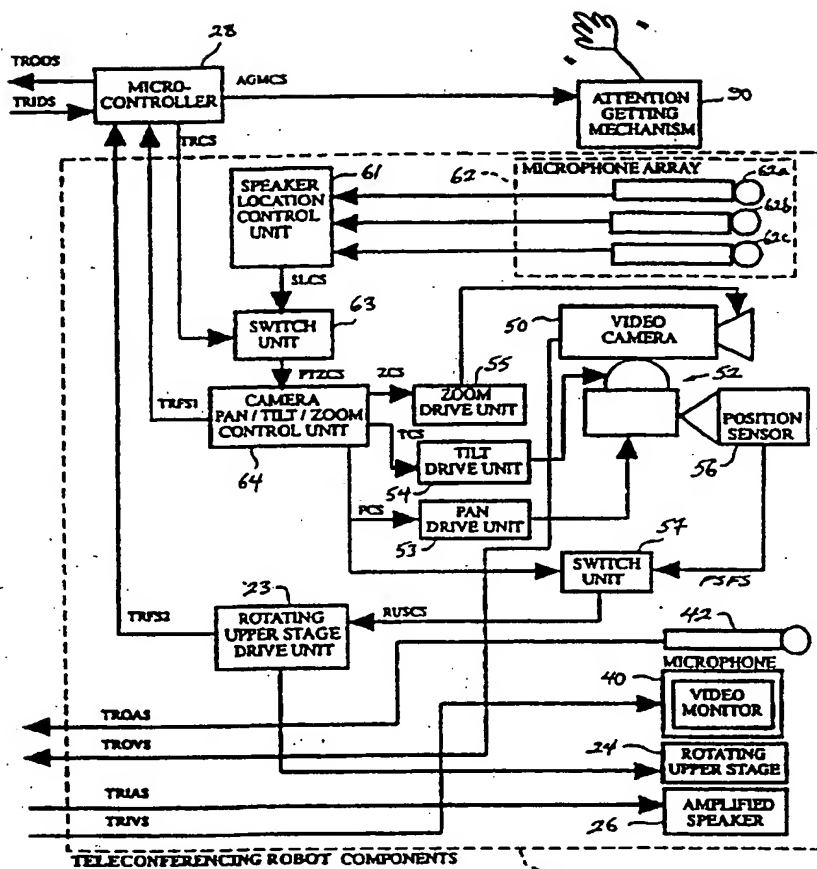 28
TRODS
MICRO-
CONTROLLER
AGMCS
TRIDS
ATTENTION
GETTING
MECHANISM
90
TRCS
SPEAKER
LOCATION
CONTROL
UNIT
61
62
MICROPHONE ARRAY
62a
62b
62c
SLCS
63
SWITCH
UNIT
50
VIDEO
CAMERA
PTZCS
ZCS
55
ZOOM
DRIVE UNIT
52
TRFS1
CAMERA
PAN / TILT / ZOOM
CONTROL UNIT
64
TCS
TILT
DRIVE UNIT
54
POSITION
SENSOR
56
PCS
PAN
DRIVE UNIT
53
57
SWITCH
UNIT
PSFS
23
RUSCS
TRFS2
ROTATING
UPPER STAGE
DRIVE UNIT
42
MICROPHONE
40
VIDEO
MONITOR
TROAS
TROVS
24
ROTATING
UPPER STAGE
TRIAS
TRIVS
26
AMPLIFIED
SPEAKER
TELECONFERENCING ROBOT COMPONENTS